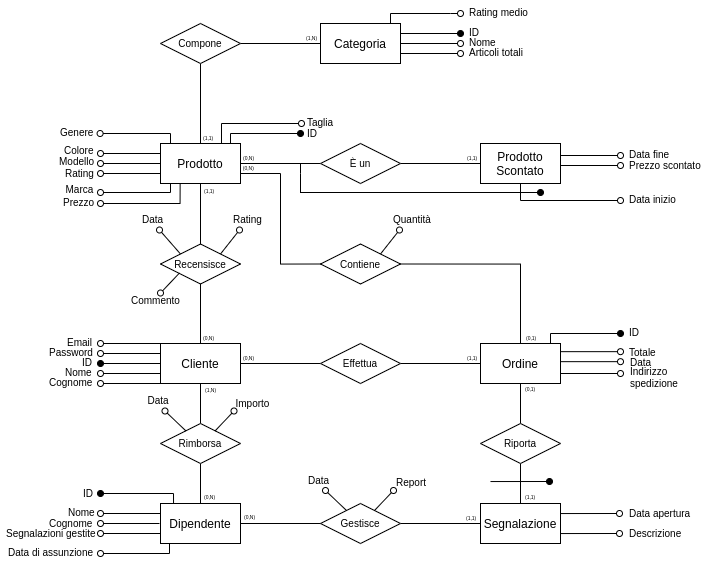 Rating medio
Compone
(1,N)
Categoria
ID
Nome
Articoli totali
Taglia
Genere
(1,1)
ID
Colore
Modello
Rating
Prodotto
(0,N)
(0,N)
È un
(1,1)
Prodotto
Scontato
Data fine
Prezzo scontato
Marca
Prezzo
(1,1)
Data inizio
Data
Rating
Quantità
Recensisce
Contiene
Commento
Email
Password
ID
Nome
Cognome
(0,N)
Cliente
(0,N)
Effettua
(1,1)
(0,1)
Ordine
ID
Totale
Data
Indirizzo
spedizione
(1,N)
(0,1)
Data
Importo
Rimborsa
Riporta
ID
Nome
Cognome
Segnalazioni gestite
Data di assunzione
(0,N)
Dipendente
(0,N)
Data
Report
Gestisce
(1,1)
(1,1)
Segnalazione
Data apertura
Descrizione